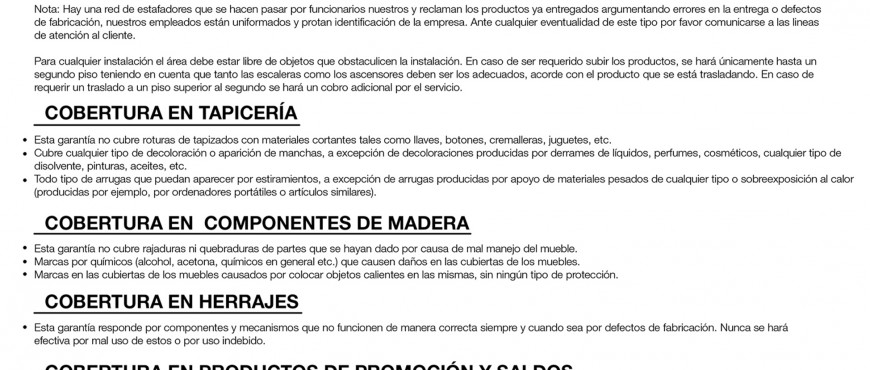 Nota: Hay una red de estafadores que se hacen pasar por funcionarios nuestros y reclaman los productos ya entregados argumentando errores en la entrega o defectos
de fabricación, nuestros empleados están uniformados y protan identificación de la empresa. Ante cualquier eventualidad de este tipo por favor comunicarse a las lineas
de atención al cliente.
Para cualquier instalación el área debe estar libre de objetos que obstaculicen la instalación. En caso de ser requerido subir los productos, se hará únicamente hasta un
segundo piso teniendo en cuenta que tanto las escaleras como los ascensores deben ser los adecuados, acorde con el producto que se está trasladando. En caso de
requerir un traslado a un piso superior al segundo se hará un cobro adicional por el servicio.
COBERTURA EN TAPICERÍA
• Esta garantía no cubre roturas de tapizados con materiales cortantes tales como llaves, botones, cremalleras, juguetes, etc.
• Cubre cualquier tipo de decoloración o aparición de manchas, a excepción de decoloraciones producidas por derrames de líquidos, perfumes, cosméticos, cualquier tipo de
disolvente, pinturas, aceites, etc.
• Todo tipo de arrugas que puedan aparecer por estiramientos, a excepción de arrugas producidas por apoyo de materiales pesados de cualquier tipo o sobreexposición al calor
(producidas por ejemplo, por ordenadores portátiles o artículos similares).
COBERTURA EN COMPONENTES DE MADERA
• Esta garantía no cubre rajaduras ni quebraduras de partes que se hayan dado por causa de mal manejo del mueble.
• Marcas por químicos (alcohol, acetona, químicos en general etc.) que causen daños en las cubiertas de los muebles.
• Marcas en las cubiertas de los muebles causados por colocar objetos calientes en las mismas, sin ningún tipo de protección.
COBERTURA EN HERRAJES
• Esta garantía responde por componentes y mecanismos que no funcionen de manera correcta siempre y cuando sea por defectos de fabricación. Nunca se hará
efectiva por mal uso de estos o por uso indebido.
COBERTURA EN PRODUCTOS DE PROMOCIÓN Y SALDOS